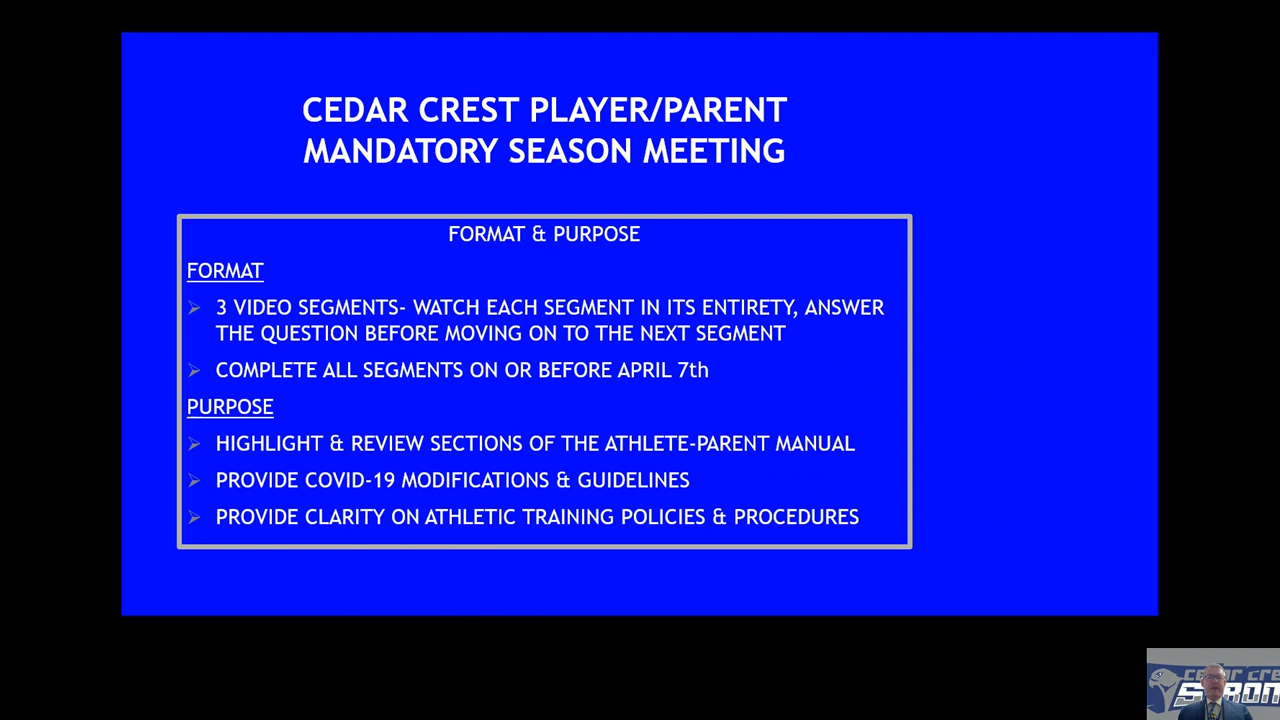 CEDAR CREST PLAYER/PARENT
MANDATORY SEASON MEETING
FORMAT & PURPOSE
FORMAT
3 VIDEO SEGMENTS- WATCH EACH SEGMENT IN ITS ENTIRETY, ANSWER
THE QUESTION BEFORE MOVING ON TO THE NEXT SEGMENT
COMPLETE ALL SEGMENTS ON OR BEFORE APRIL 7th
PURPOSE
HIGHLIGHT & REVIEW SECTIONS OF THE ATHLETE-PARENT MANUAL
PROVIDE COVID-19 MODIFICATIONS & GUIDELINES
PROVIDE CLARITY ON ATHLETIC TRAINING POLICIES & PROCEDURES
cedar cre